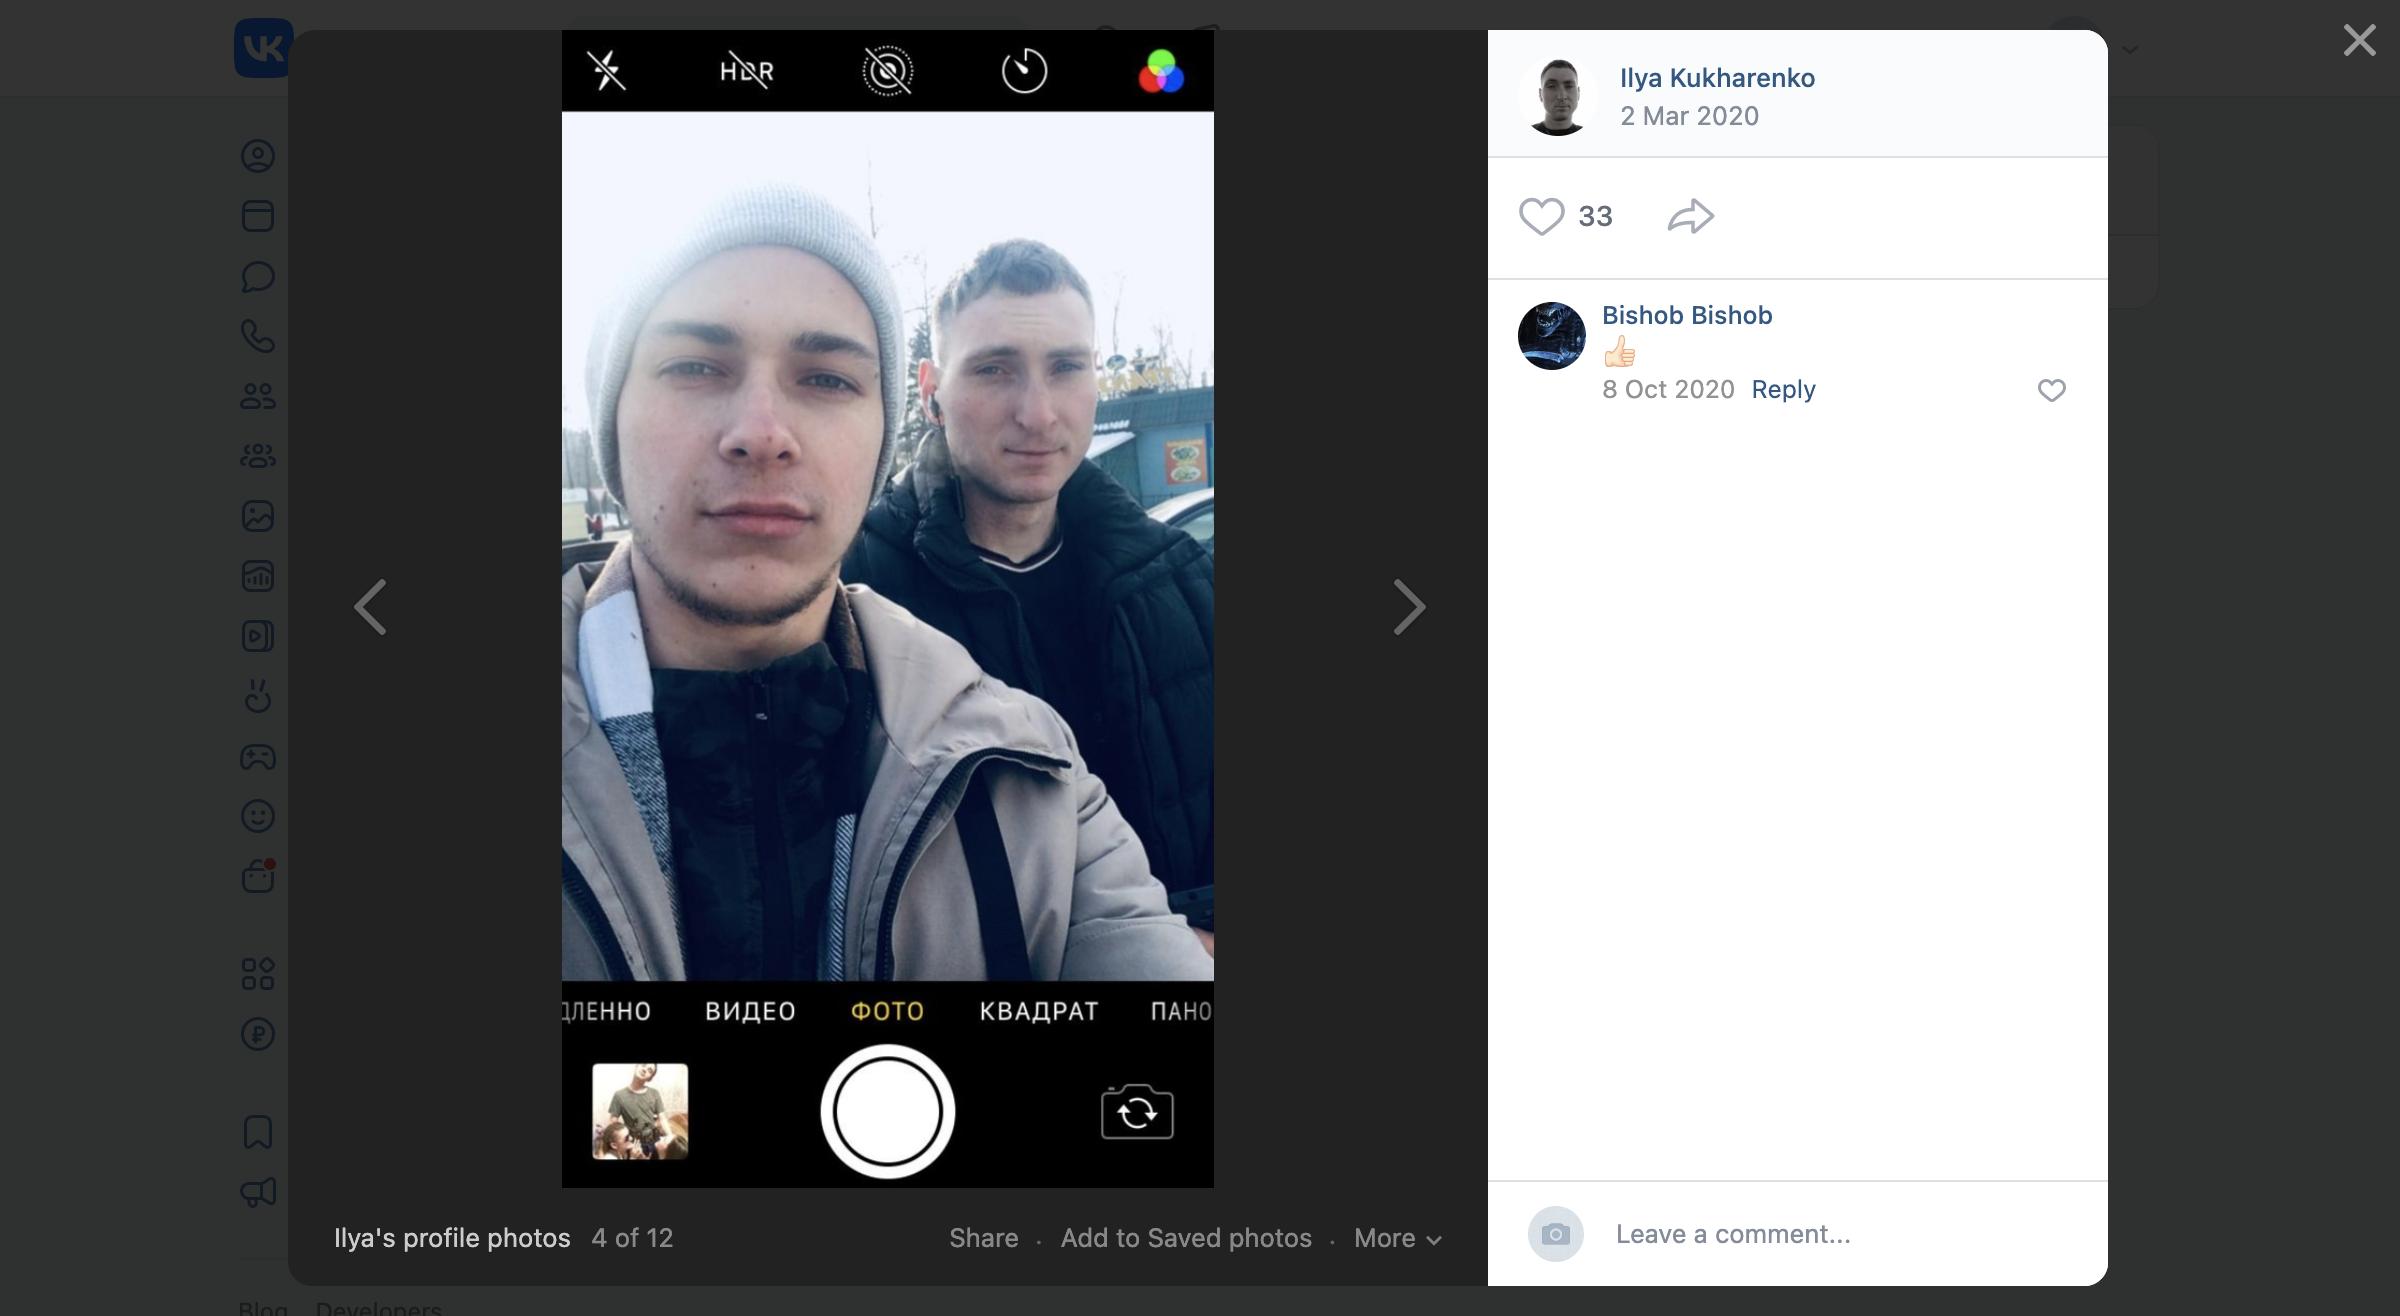 VK
HDR
Ilya Kukharenko
2 Mar 2020
33
Bishob Bishob
8 Oct 2020 Reply
ДЛЕННО ВИДЕО ФОТО КВАДРАТ ПАНО
Ilya's profile photos 4 of 12 Share · Add to Saved photos · More
Leave a comment...
Blog Developers